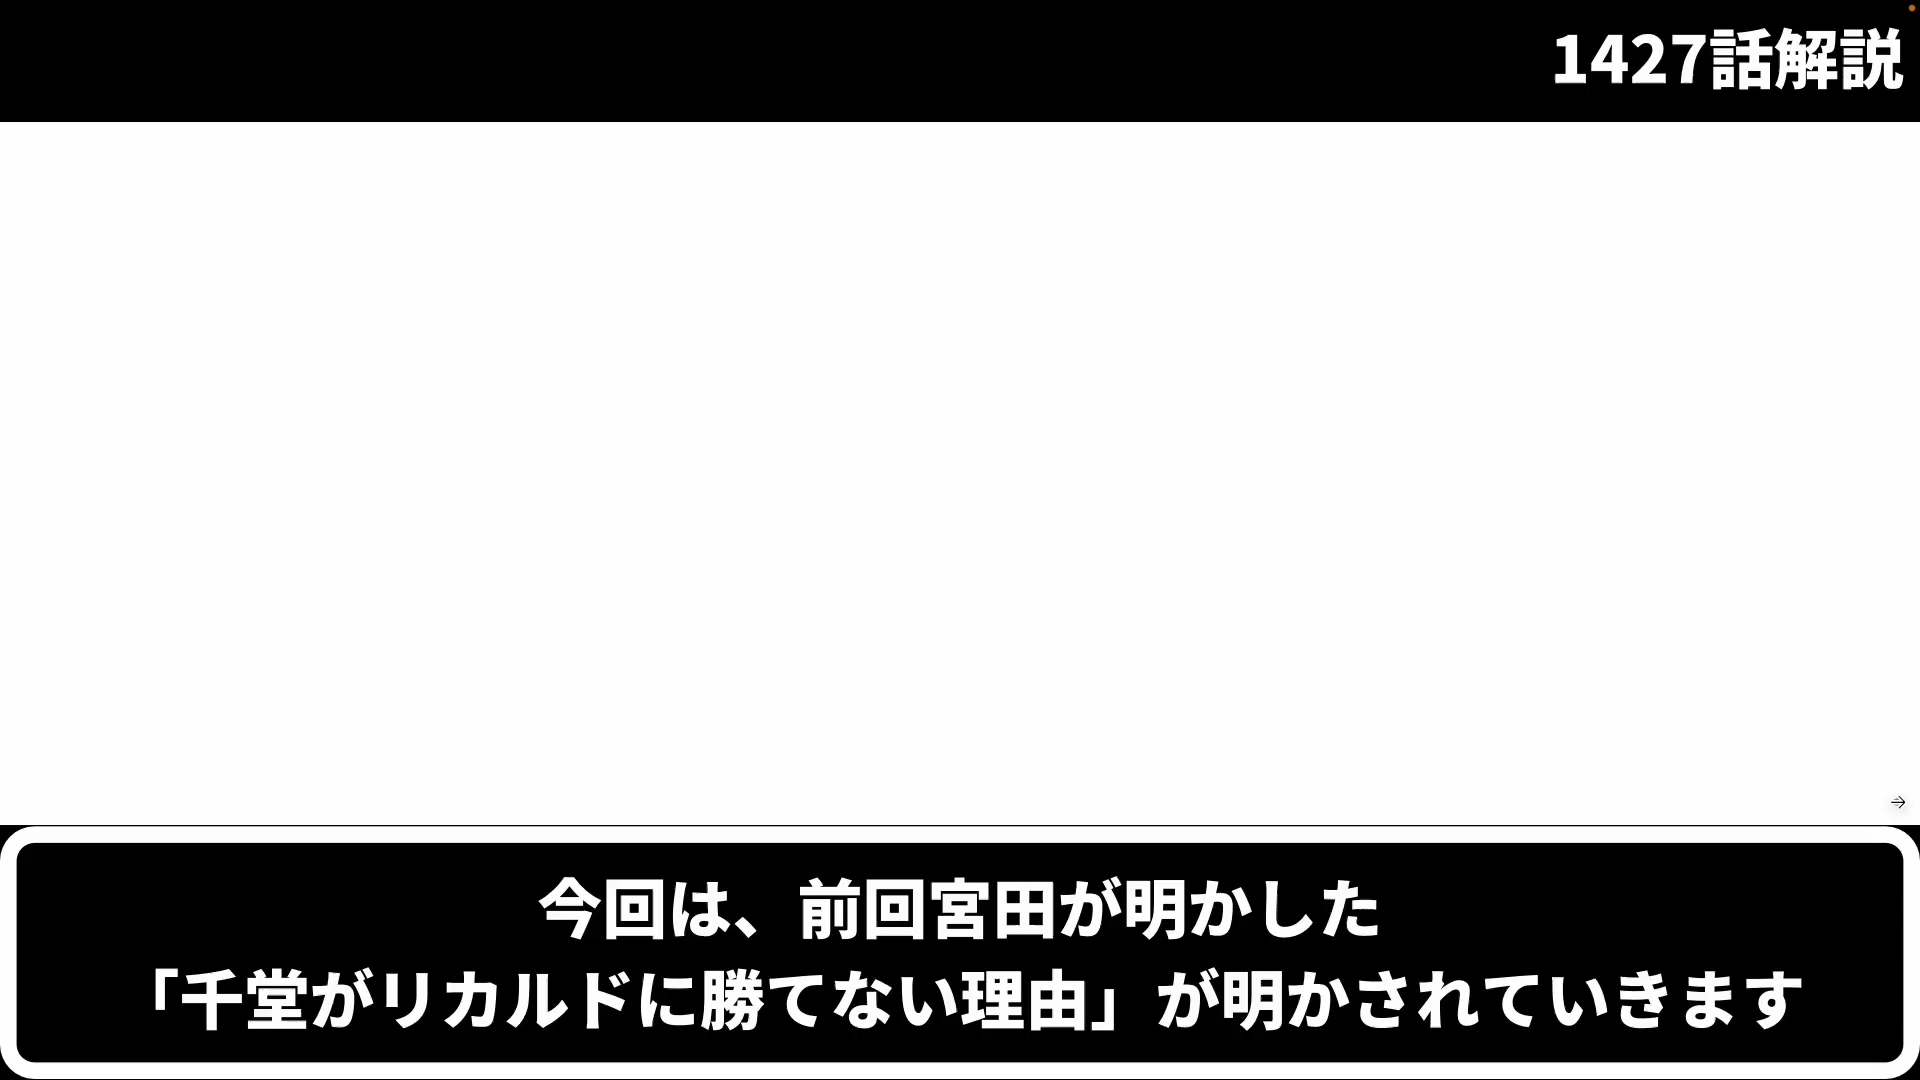 1427話解説
今回は、前回宮田が明かした
「千堂がリカルドに勝てない理由」が明かされていきます